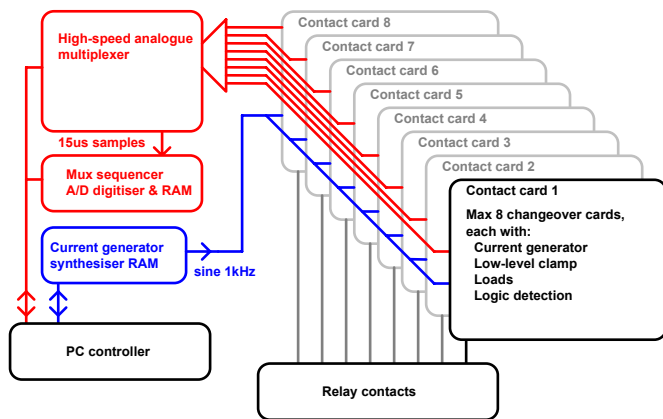 High-speed analogue
multiplexer
15us samples
Mux sequencer
A/D digitiser & RAM
Current generator
synthesiser RAM
sine 1kHz
PC controller
Contact card 8
Contact card 7
Contact card 6
Contact card 5
Contact card 4
Contact card 3
Contact card 2
Contact card 1
Max 8 changeover cards,
each with:
Current generator
Low-level clamp
Loads
Logic detection
Relay contacts